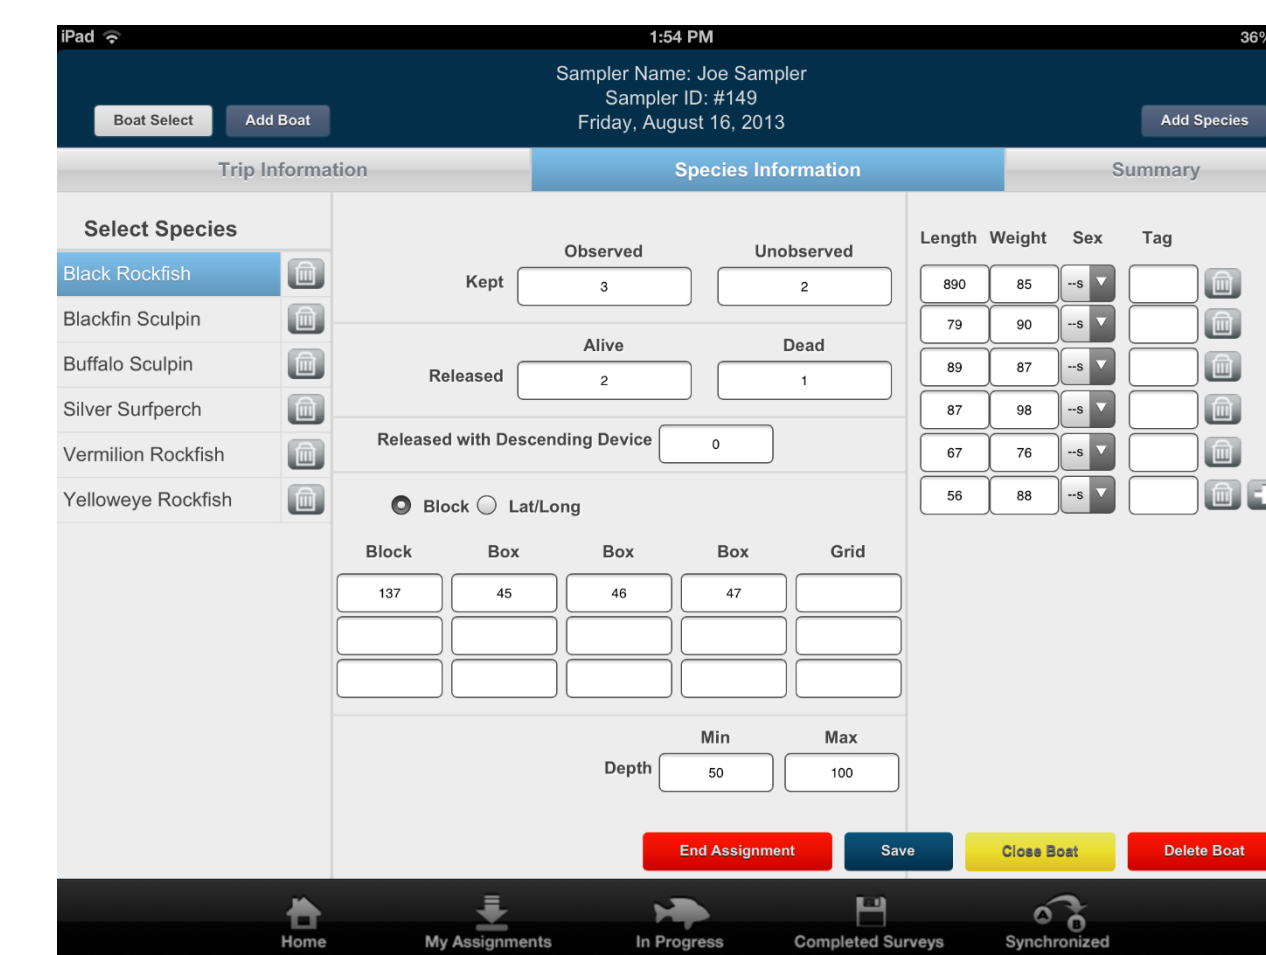 iPad 1:54 PM 36%
Sampler Name: Joe Sampler
Sampler ID: #149
Friday, August 16, 2013
Boat Select Add Boat Add Species
Trip Information Species Information Summary
Select Species
Black Rockfish
Blackfin Sculpin
Buffalo Sculpin
Silver Surfperch
Vermilion Rockfish
Yelloweye Rockfish
Observed Unobserved
Kept 3 2
Alive Dead
Released 2 1
Released with Descending Device 0
Block Lat/Long
Block Box Box Box Grid
137 45 46 47
Min Max
Depth 50 100
Length Weight Sex Tag
890 85 --s
79 90 --s
89 87 --s
87 98 --s
67 76 --s
56 88 --s
End Assignment Save Close Boat Delete Boat
A B
Home My Assignments In Progress Completed Surveys Synchronized